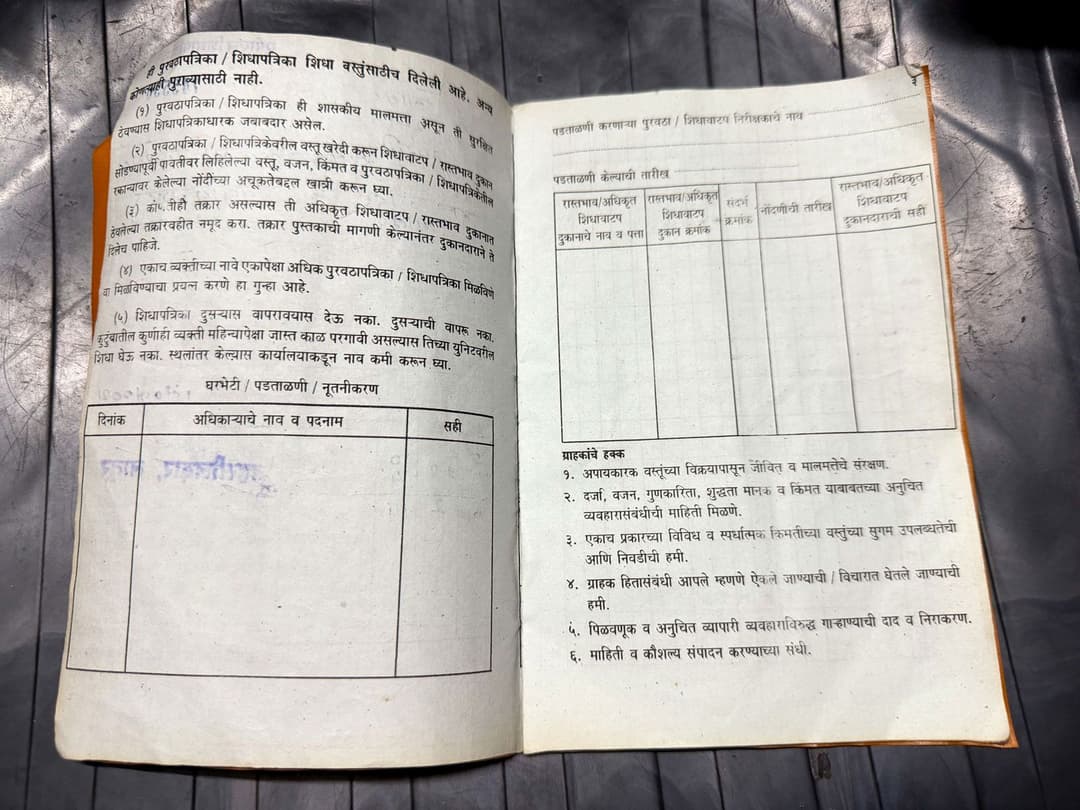 ही पुरवठापत्रिका / शिधापत्रिका शिधा वस्तुंसाठीच दिलेली आहे. अन्य
कोणत्याही पुराव्यासाठी नाही.
(१) पुरवठापत्रिका / शिधापत्रिका ही शासकीय मालमत्ता असून ती सुरक्षित
ठेवण्यास शिधापत्रिकाधारक जवाबदार असेल.
(२) पुरवठापत्रिका / शिधापत्रिकेवरील वस्तू खरेदी करून शिधावाटप / रास्तभाव दुकान
सोडण्यापूर्वी पावतीवर लिहिलेल्या वस्तू, वजन, किंमत व पुरवठापत्रिका / शिधापत्रिकेतील
रकान्यावर केलेल्या नोंदींच्या अचूकतेबद्दल खात्री करून घ्या.
(३) कोणतीही तक्रार असल्यास ती अधिकृत शिधावाटप / रास्तभाव दुकानात
ठेवलेल्या तक्रारवहीत नमूद करा. तक्रार पुस्तकाची मागणी केल्यानंतर दुकानदाराने ते
दिलेच पाहिजे.
(४) एकाच व्यक्तीच्या नावे एकापेक्षा अधिक पुरवठापत्रिका / शिधापत्रिका मिळविणे
वा मिळविण्याचा प्रयत्न करणे हा गुन्हा आहे.
(५) शिधापत्रिका दुसऱ्यास वापरावयास देऊ नका. दुसऱ्याची वापरू नका.
कुटुंबातील कुणीही व्यक्ती महिन्यापेक्षा जास्त काळ परगावी असल्यास तिच्या युनिटवरील
शिधा घेऊ नका. स्थलांतर केल्यास कार्यालयाकडून नाव कमी करून घ्या.
घरभेटी / पडताळणी / नूतनीकरण
दिनांक अधिकाऱ्याचे नाव व पदनाम सही
३
पडताळणी करणाऱ्या पुरवठा / शिधावाटप निरीक्षकाचे नाव
पडताळणी केल्याची तारीख
रास्तभाव/अधिकृत शिधावाटप दुकानाचे नाव व पत्ता
रास्तभाव/अधिकृत शिधावाटप दुकान क्रमांक
संदर्भ क्रमांक
नोंदणीची तारीख
रास्तभाव/अधिकृत शिधावाटप दुकानदाराची सही
ग्राहकांचे हक्क
१. अपायकारक वस्तूंच्या विक्रयापासून जीवित व मालमत्तेचे संरक्षण.
२. दर्जा, वजन, गुणकारिता, शुद्धता मानक व किंमत याबाबतच्या अनुचित
व्यवहारासंबंधीची माहिती मिळणे.
३. एकाच प्रकारच्या विविध व स्पर्धात्मक किमतीच्या वस्तुंच्या सुगम उपलब्धतेची
आणि निवडीची हमी.
४. ग्राहक हितासंबंधी आपले म्हणणे ऐकले जाण्याची / विचारात घेतले जाण्याची
हमी.
५. पिळवणूक व अनुचित व्यापारी व्यवहाराविरुद्ध गाऱ्हाण्याची दाद व निराकरण.
६. माहिती व कौशल्य संपादन करण्याच्या संधी.